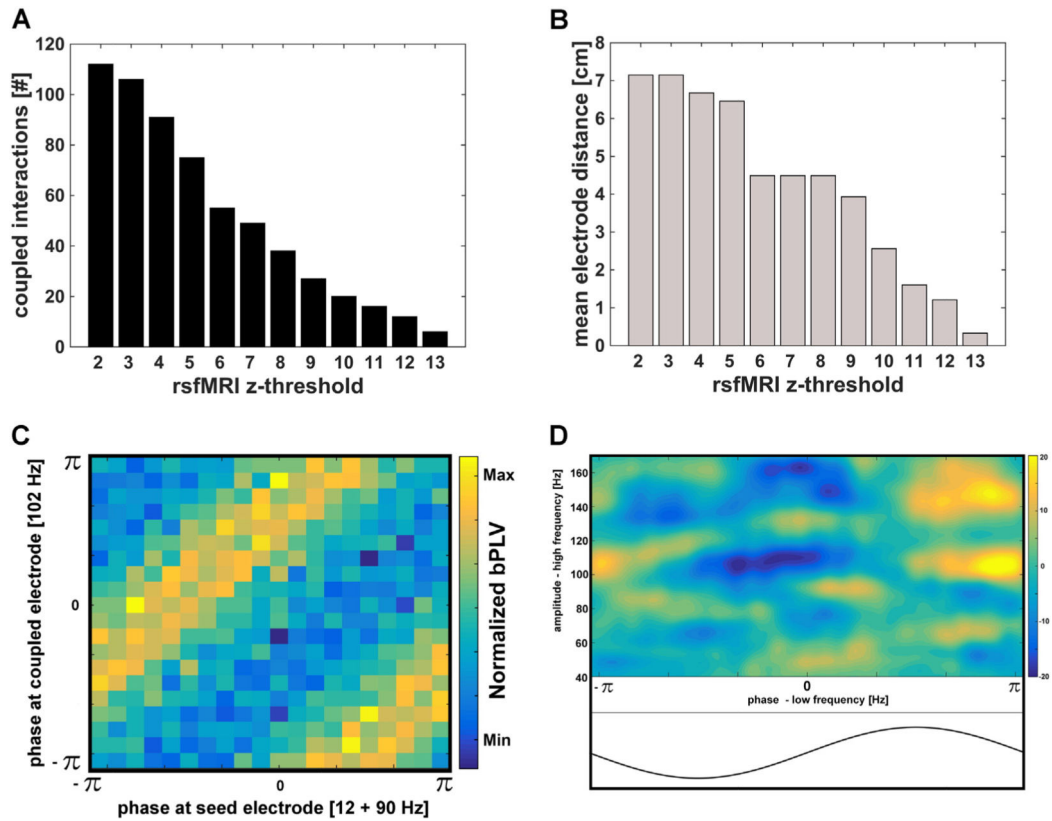 A
120
100
80
60
40
20
0
coupled interactions [#]
2 3 4 5 6 7 8 9 10 11 12 13
rsfMRI z-threshold
B
8
7
6
5
4
3
2
1
0
mean electrode distance [cm]
2 3 4 5 6 7 8 9 10 11 12 13
rsfMRI z-threshold
C
π
0
-π
phase at coupled electrode [102 Hz]
-π 0 π
phase at seed electrode [12 + 90 Hz]
Max
Normalized bPLV
Min
D
160
140
120
100
80
60
40
amplitude - high frequency [Hz]
-π 0 π
phase - low frequency [Hz]
20
10
0
-10
-20